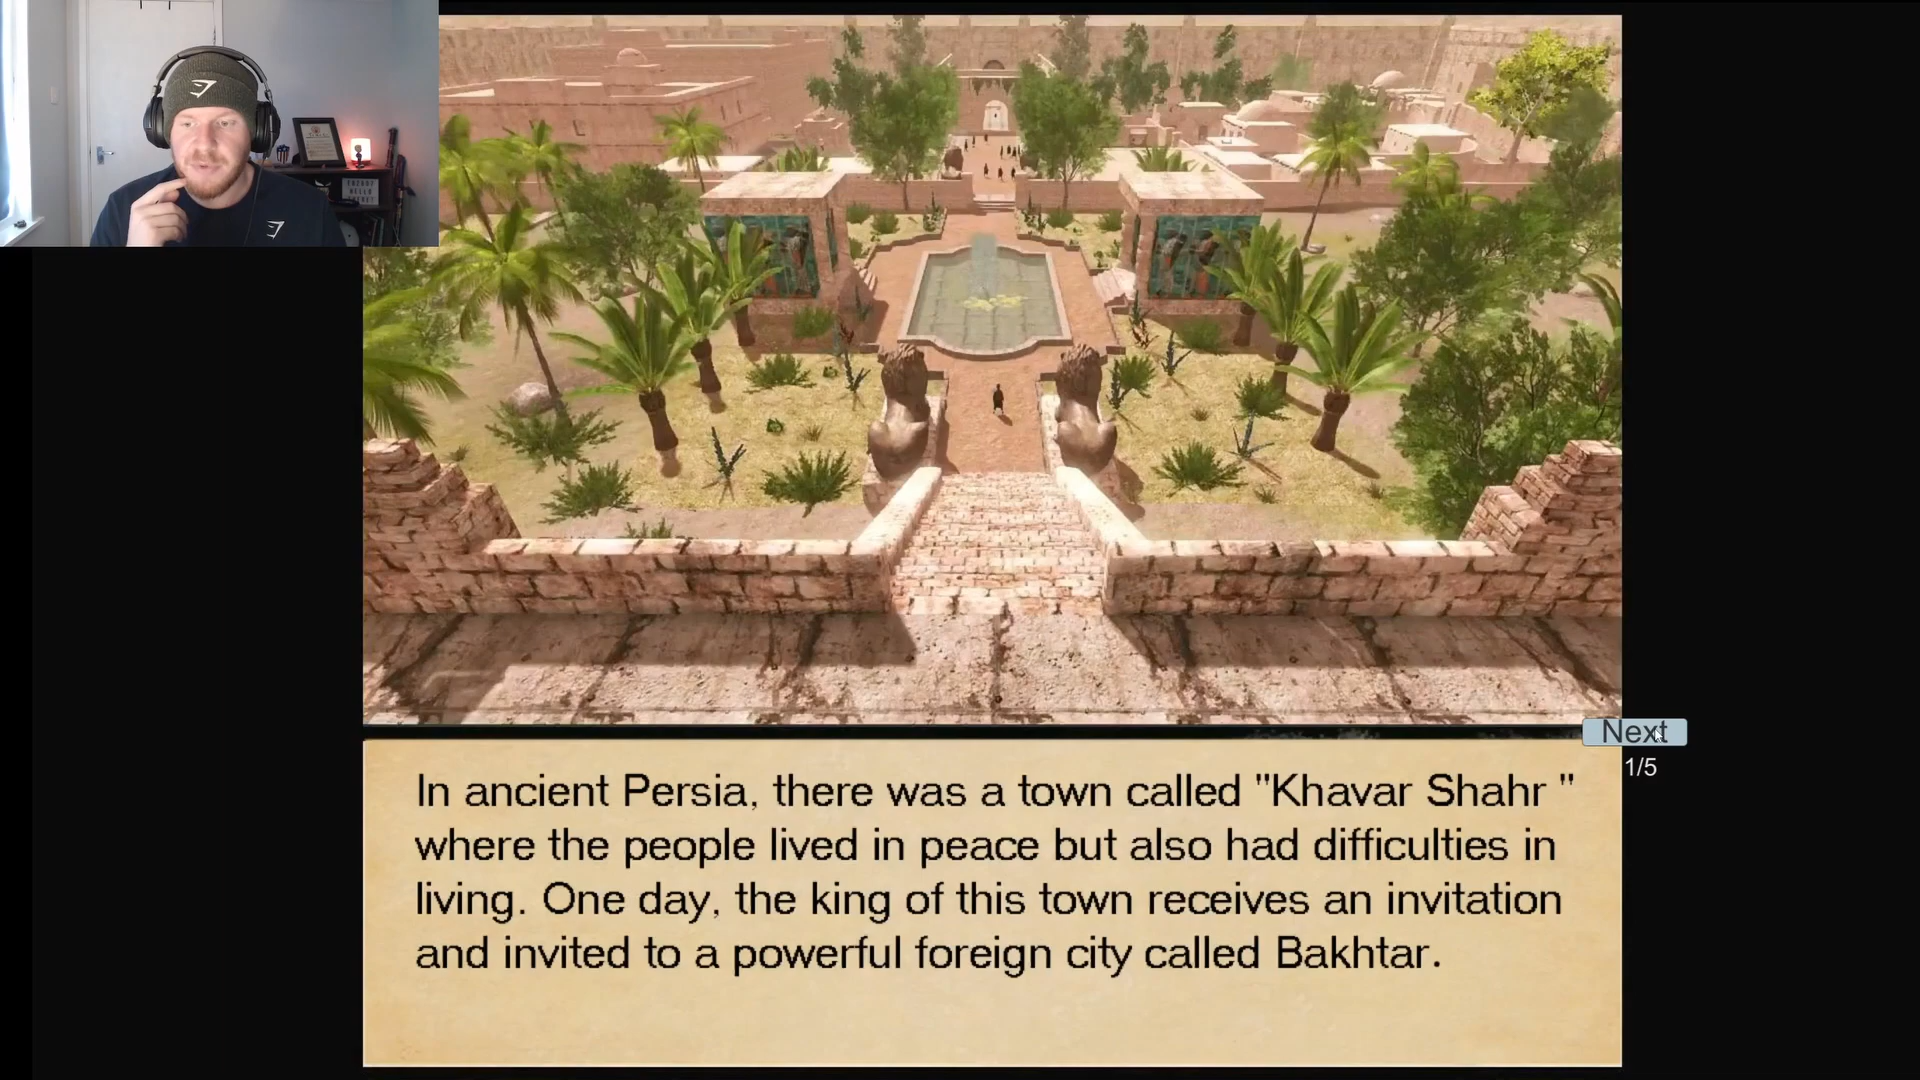 Next
1/5
In ancient Persia, there was a town called "Khavar Shahr "
where the people lived in peace but also had difficulties in
living. One day, the king of this town receives an invitation
and invited to a powerful foreign city called Bakhtar.